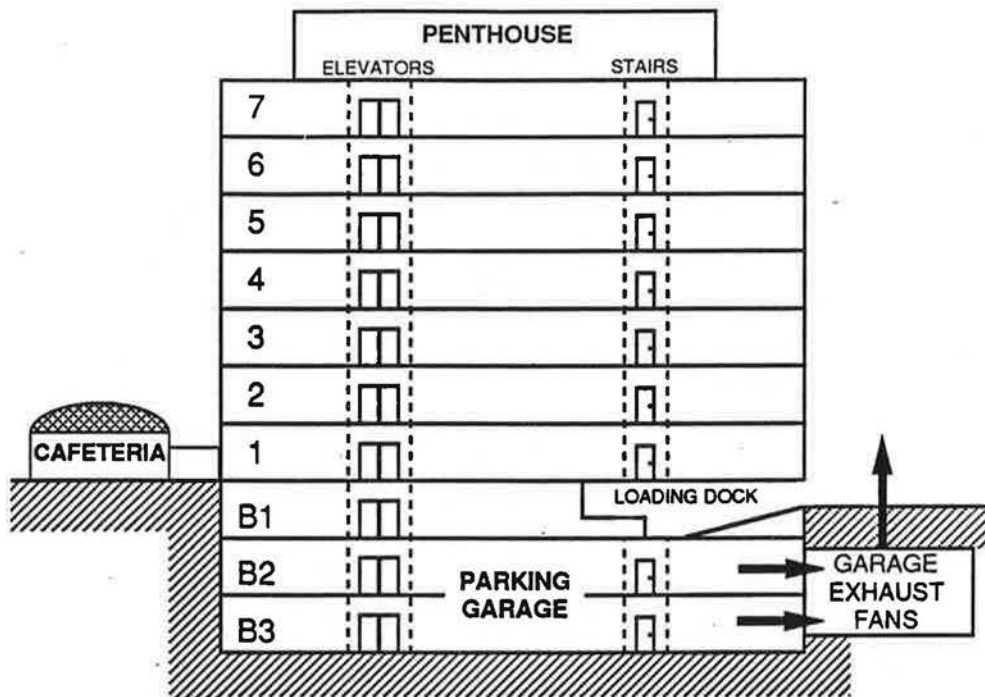 PENTHOUSE
ELEVATORS STAIRS
7
6
5
4
3
2
CAFETERIA 1
LOADING DOCK
B1
B2 PARKING GARAGE
GARAGE EXHAUST
B3 FANS